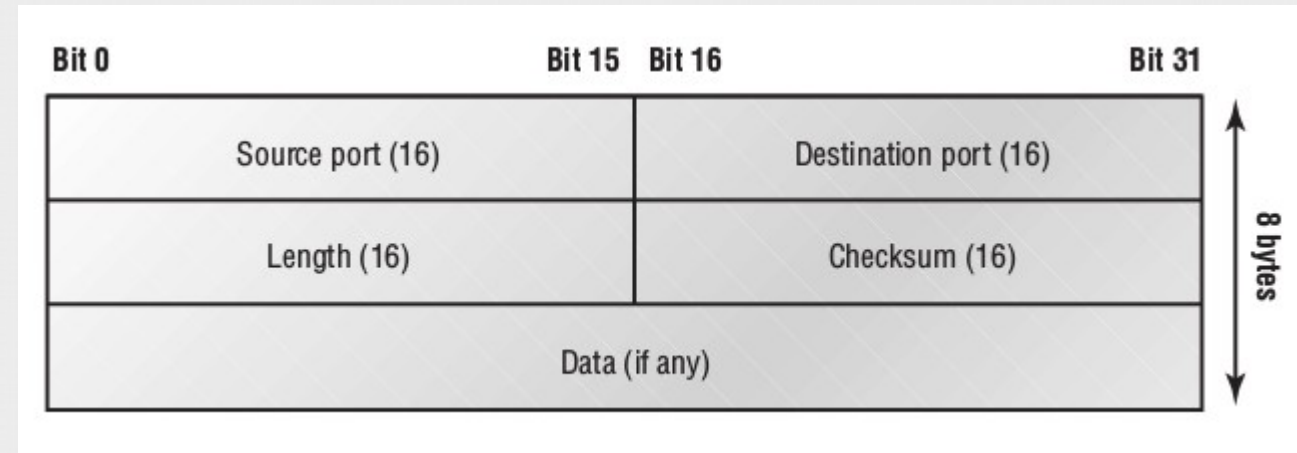 Bit 0 Bit 15 Bit 16 Bit 31
Source port (16) Destination port (16)
Length (16) Checksum (16)
Data (if any)
8 bytes